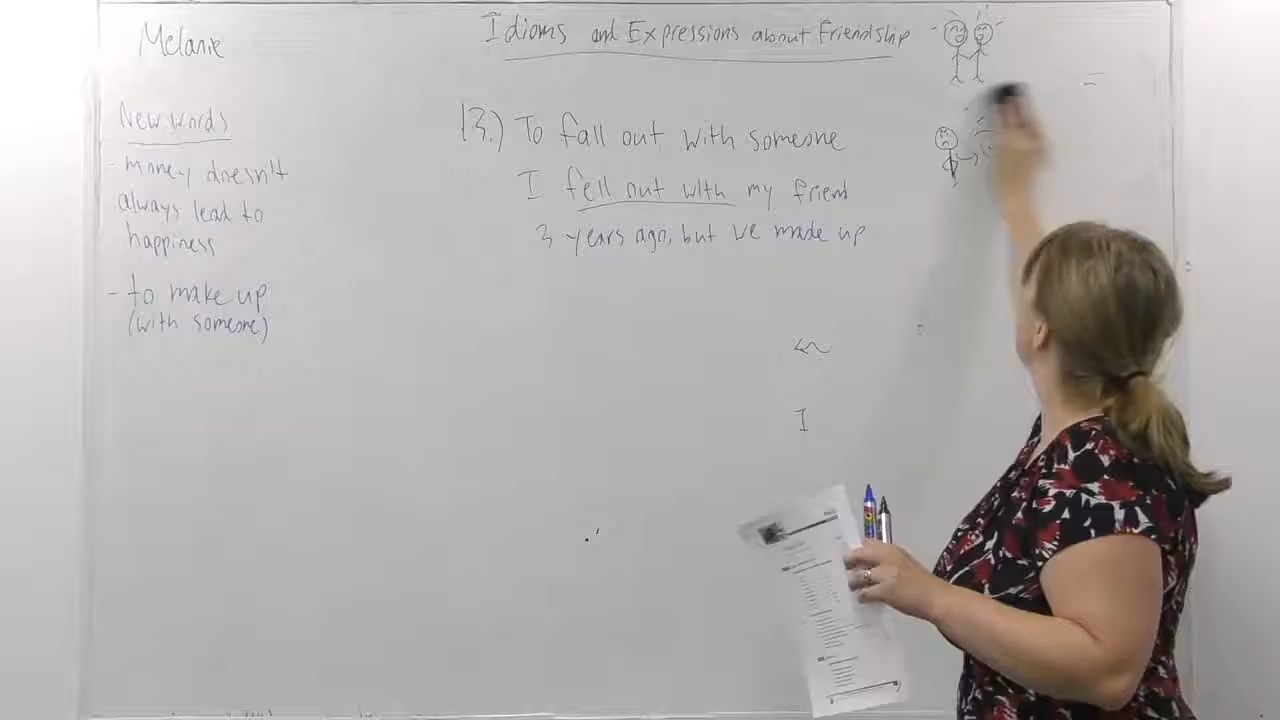 Melanie
Idioms and Expressions about Friendship
New words
- money doesn't
always lead to
happiness
- to make up
(with someone)
13.) To fall out with someone
I fell out with my friend
3 years ago, but we made up
I